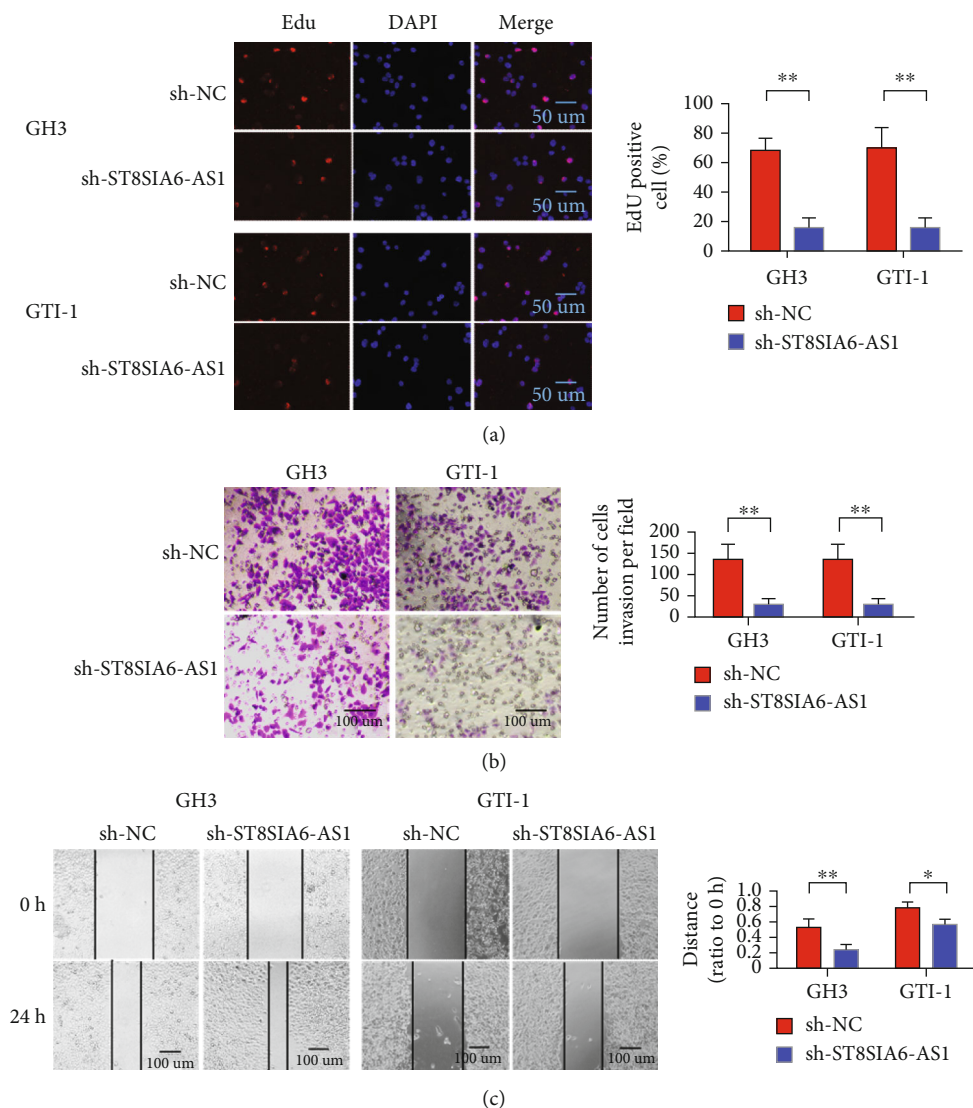 Edu DAPI Merge
GH3
sh-NC
50 um
sh-ST8SIA6-AS1
50 um
GTI-1
sh-NC
50 um
sh-ST8SIA6-AS1
50 um
EdU positive
cell (%)
100
80
60
40
20
0
** **
GH3 GTI-1
sh-NC
sh-ST8SIA6-AS1
(a)
GH3 GTI-1
sh-NC
sh-ST8SIA6-AS1
100 um 100 um
Number of cells
invasion per field
200
150
100
50
0
** **
GH3 GTI-1
sh-NC
sh-ST8SIA6-AS1
(b)
GH3 GTI-1
sh-NC sh-ST8SIA6-AS1 sh-NC sh-ST8SIA6-AS1
0 h
24 h
100 um 100 um 100 um 100 um
Distance
(ratio to 0 h)
1.0
0.8
0.6
0.4
0.2
0
** *
GH3 GTI-1
sh-NC
sh-ST8SIA6-AS1
(c)